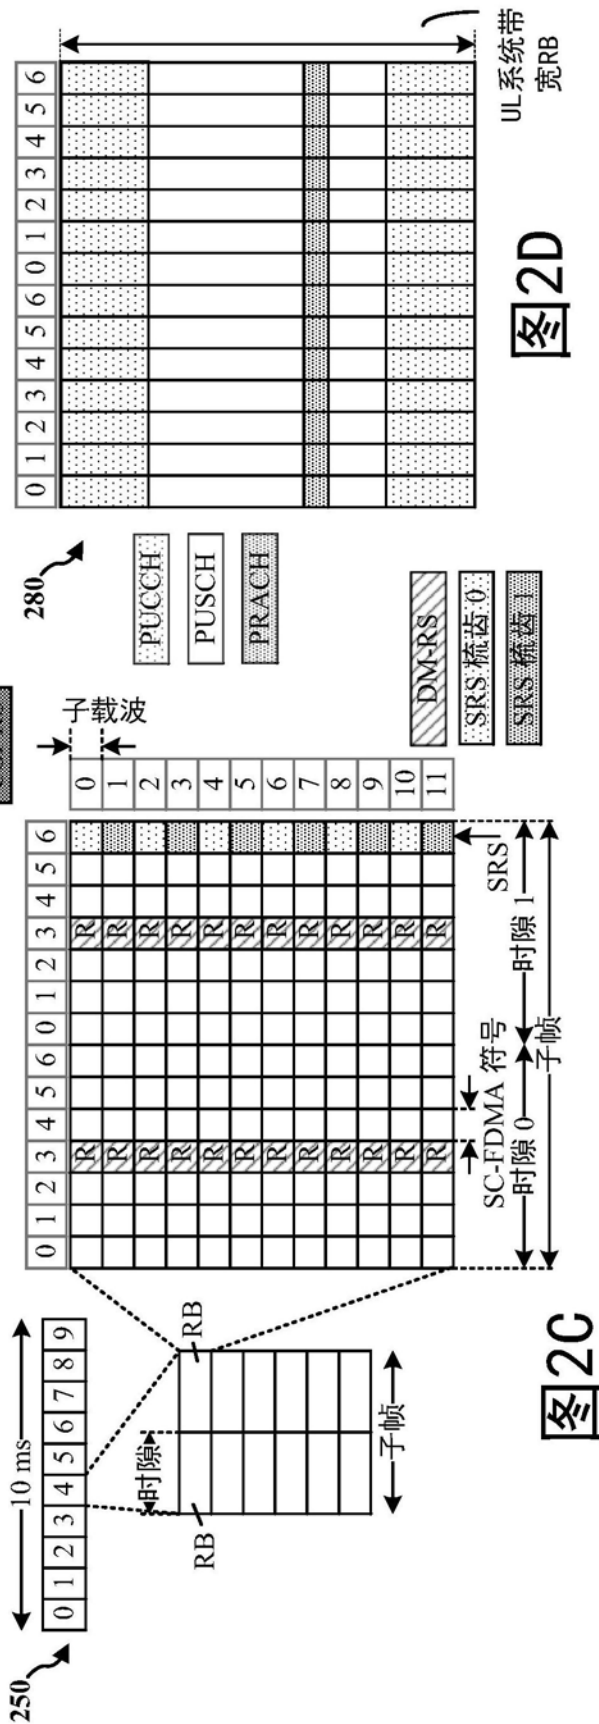 250
10 ms
0 1 2 3 4 5 6 7 8 9
时隙
RB
RB
子帧
0 1 2 3 4 5 6 0 1 2 3 4 5 6
R R
R R
R R
R R
R R
R R
R R
R R
R R
R R
R R
R R
子载波
0
1
2
3
4
5
6
7
8
9
10
11
SC-FDMA 符号
SRS
时隙 0
时隙 1
子帧
DM-RS
SRS 梳齿 0
SRS 梳齿 1
图2C
280
0 1 2 3 4 5 6 0 1 2 3 4 5 6
PUCCH
PUSCH
PRACH
UL系统带
宽RB
图2D